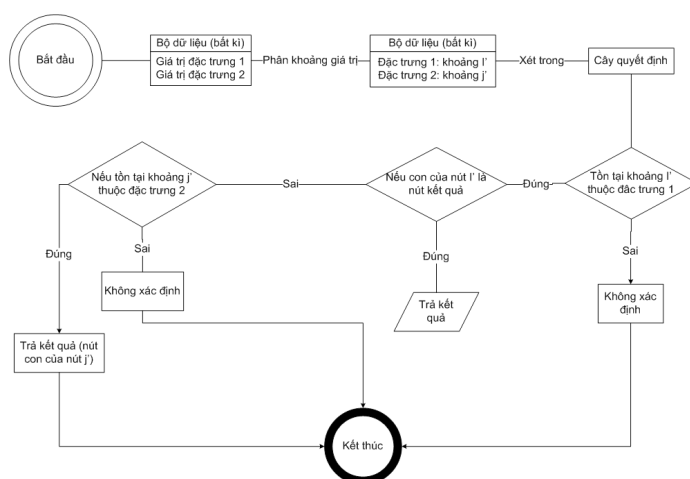 Bắt đầu
Bộ dữ liệu (bất kì)
Giá trị đặc trưng 1
Giá trị đặc trưng 2
Phân khoảng giá trị
Bộ dữ liệu (bất kì)
Đặc trưng 1: khoảng I'
Đặc trưng 2: khoảng j'
Xét trong
Cây quyết định
Nếu tồn tại khoảng j'
thuộc đặc trưng 2
Sai
Nếu con của nút I' là
nút kết quả
Đúng
Tồn tại khoảng I'
thuộc đâc trưng 1
Đúng
Sai
Đúng
Sai
Không xác định
Trả kết
quả
Không xác
định
Trả kết quả (nút
con của nút j')
Kết thúc